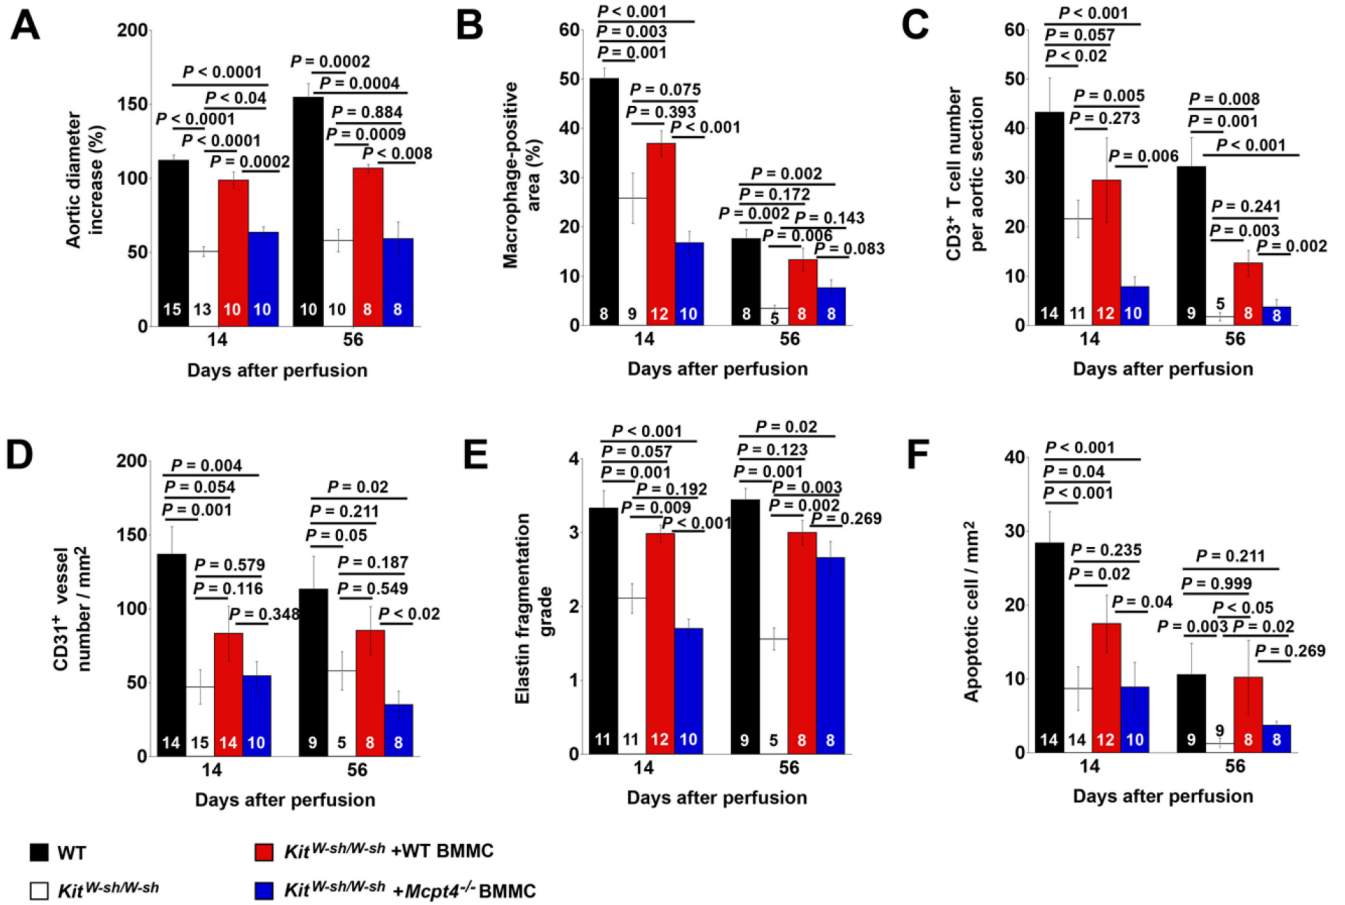 A
Aortic diameter
increase (%)
200
150
100
50
0
P < 0.0001
P < 0.04
P < 0.0001
P < 0.0001
P = 0.0002
P = 0.0002
P = 0.0004
P = 0.884
P = 0.0009
P < 0.008
15 13 10 10 10 10 8 8
14 56
Days after perfusion
B
Macrophage-positive
area (%)
60
50
40
30
20
10
0
P < 0.001
P = 0.003
P = 0.001
P = 0.075
P = 0.393
P < 0.001
P = 0.002
P = 0.172
P = 0.002
P = 0.143
P = 0.006
P = 0.083
8 9 12 10 8 5 8 8
14 56
Days after perfusion
C
CD3+ T cell number
per aortic section
60
50
40
30
20
10
0
P < 0.001
P = 0.057
P < 0.02
P = 0.005
P = 0.273
P = 0.006
P = 0.008
P = 0.001
P < 0.001
P = 0.241
P = 0.003
P = 0.002
14 11 12 10 9 5 8 8
14 56
Days after perfusion
D
CD31+ vessel
number / mm2
200
150
100
50
0
P = 0.004
P = 0.054
P = 0.001
P = 0.579
P = 0.116
P = 0.348
P = 0.02
P = 0.211
P = 0.05
P = 0.187
P = 0.549
P < 0.02
14 15 14 10 9 5 8 8
14 56
Days after perfusion
E
Elastin fragmentation
grade
4
3
2
1
0
P < 0.001
P = 0.057
P = 0.001
P = 0.192
P = 0.009
P < 0.001
P = 0.02
P = 0.123
P = 0.001
P = 0.003
P = 0.002
P = 0.269
11 11 12 10 9 5 8 8
14 56
Days after perfusion
F
Apoptotic cell / mm2
40
30
20
10
0
P < 0.001
P = 0.04
P < 0.001
P = 0.235
P = 0.02
P = 0.04
P = 0.211
P = 0.999
P < 0.05
P = 0.003
P = 0.02
P = 0.269
14 14 12 10 9 9 8 8
14 56
Days after perfusion
WT
KitW-sh/W-sh
KitW-sh/W-sh +WT BMMC
KitW-sh/W-sh +Mcpt4-/- BMMC